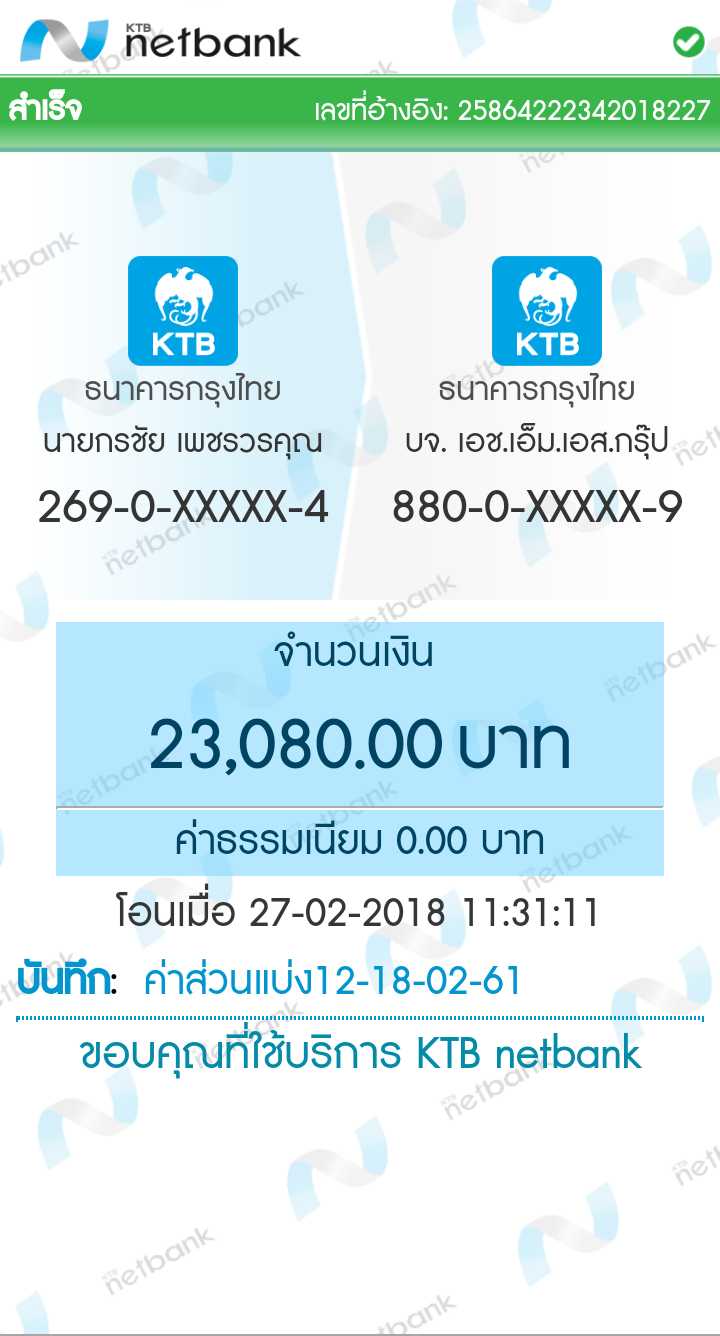 KTB
netbank
สำเร็จ
เลขที่อ้างอิง: 25864222342018227
KTB
KTB
ธนาคารกรุงไทย
ธนาคารกรุงไทย
นายกรชัย เพชรวรคุณ
บจ. เอช.เอ็ม.เอส.กรุ๊ป
269-0-XXXXX-4
880-0-XXXXX-9
จำนวนเงิน
23,080.00 บาท
ค่าธรรมเนียม 0.00 บาท
โอนเมื่อ 27-02-2018 11:31:11
บันทึก: ค่าส่วนแบ่ง12-18-02-61
ขอบคุณที่ใช้บริการ KTB netbank